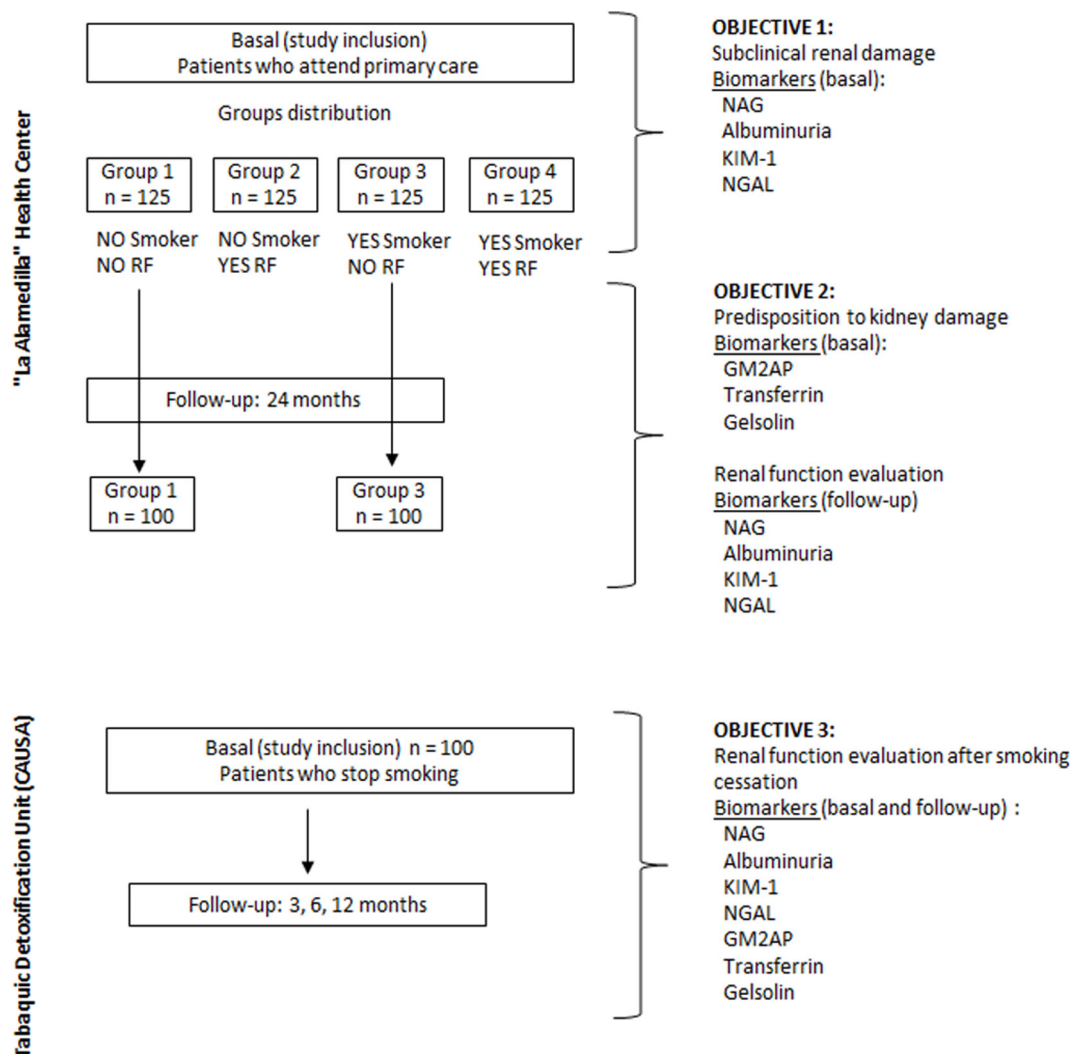 "La Alamedilla" Health Center
Basal (study inclusion)
Patients who attend primary care
Groups distribution
Group 1
n = 125
Group 2
n = 125
Group 3
n = 125
Group 4
n = 125
NO Smoker
NO RF
NO Smoker
YES RF
YES Smoker
NO RF
YES Smoker
YES RF
Follow-up: 24 months
Group 1
n = 100
Group 3
n = 100
OBJECTIVE 1:
Subclinical renal damage
Biomarkers (basal):
NAG
Albuminuria
KIM-1
NGAL
OBJECTIVE 2:
Predisposition to kidney damage
Biomarkers (basal):
GM2AP
Transferrin
Gelsolin
Renal function evaluation
Biomarkers (follow-up)
NAG
Albuminuria
KIM-1
NGAL
Tabaquic Detoxification Unit (CAUSA)
Basal (study inclusion) n = 100
Patients who stop smoking
Follow-up: 3, 6, 12 months
OBJECTIVE 3:
Renal function evaluation after smoking
cessation
Biomarkers (basal and follow-up) :
NAG
Albuminuria
KIM-1
NGAL
GM2AP
Transferrin
Gelsolin